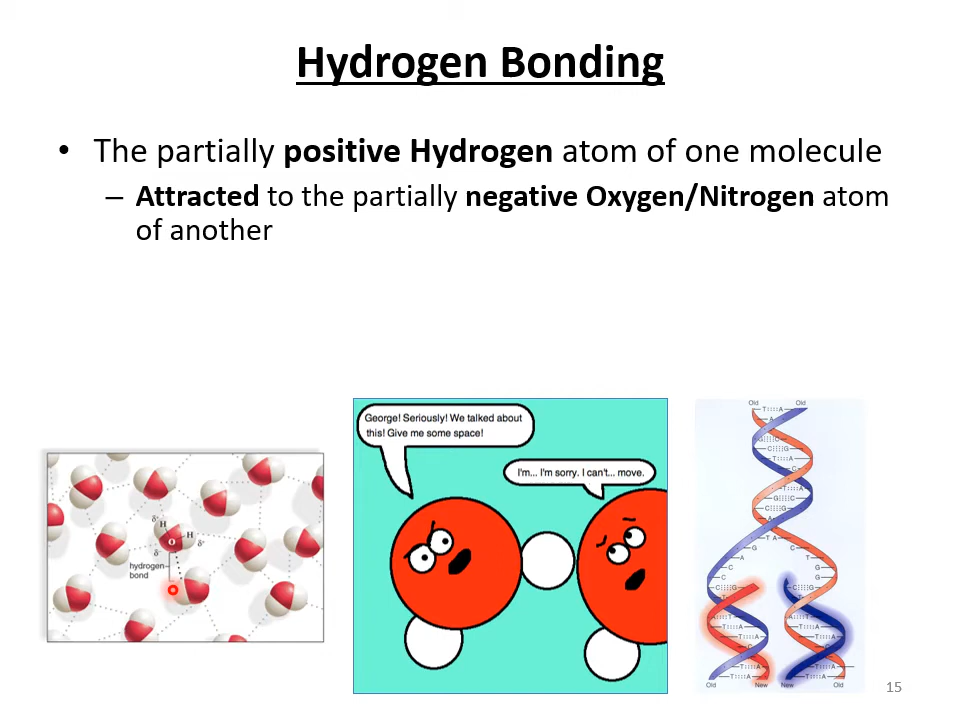 Hydrogen Bonding
• The partially positive Hydrogen atom of one molecule
– Attracted to the partially negative Oxygen/Nitrogen atom
of another
George! Seriously! We talked about
this! Give me some space!
I'm... I'm sorry. I can't... move.
δ+ H
H
O
δ+
δ-
hydrogen
bond
Old Old
T::::A
A
G::::C
C::::G
T::::A
C
T::::A
G::::C
C::::G
A
T A
G C
A T
C G
C G
C::::G C::::G
T
A::::T A::::T
T::::A T::::A
C G
T::::A T::::A
T::::A T::::A
Old New New Old
15